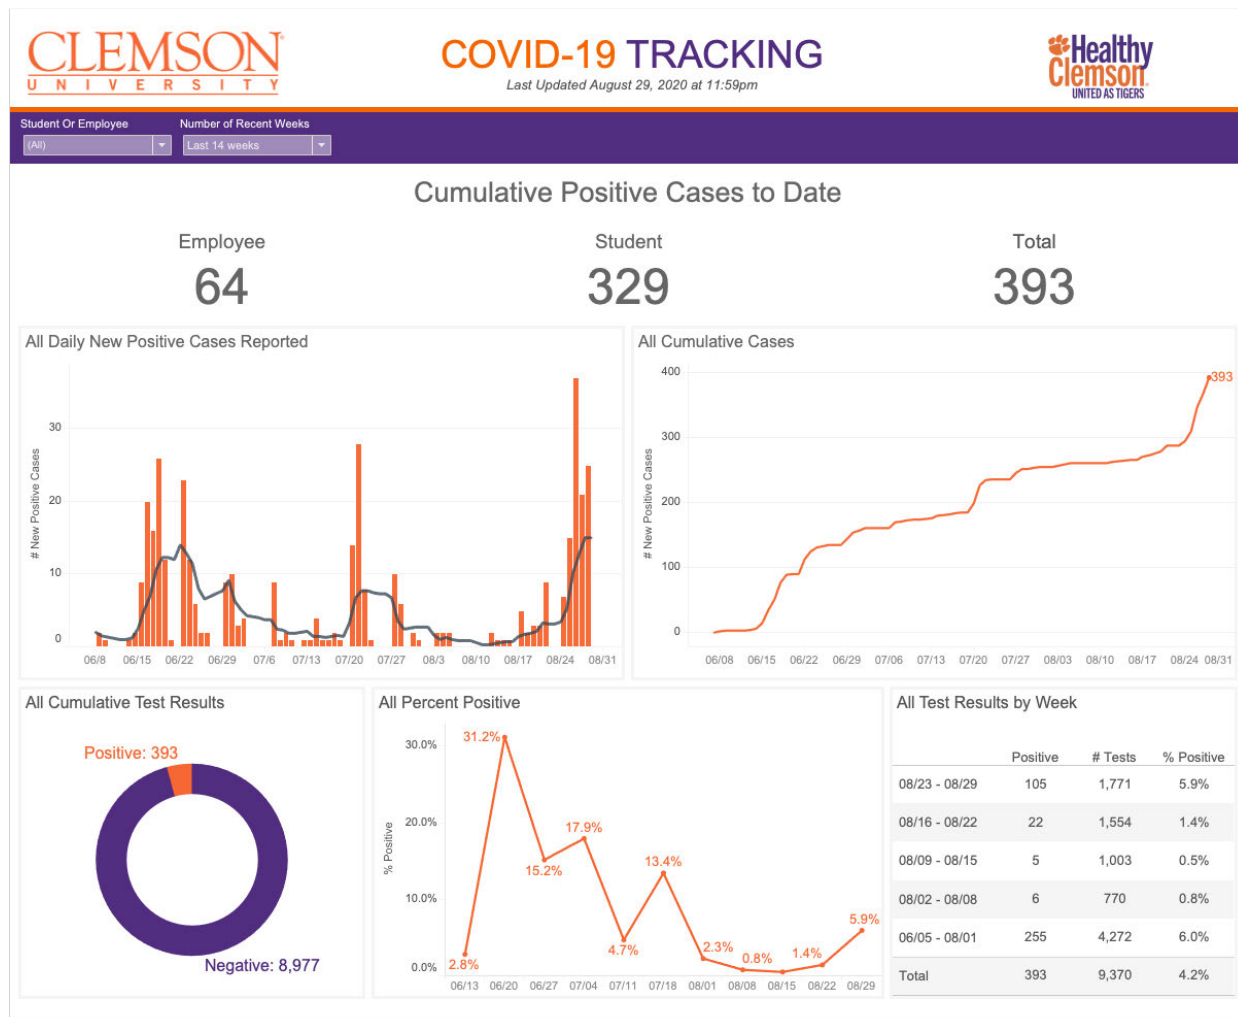 CLEMSON
UNIVERSITY
COVID-19 TRACKING
Last Updated August 29, 2020 at 11:59pm
Healthy
Clemson
UNITED AS TIGERS
Student Or Employee
(All)
Number of Recent Weeks
Last 14 weeks
Cumulative Positive Cases to Date
Employee
64
Student
329
Total
393
All Daily New Positive Cases Reported
# New Positive Cases
30
20
10
0
06/8 06/15 06/22 06/29 07/6 07/13 07/20 07/27 08/3 08/10 08/17 08/24 08/31
All Cumulative Cases
# New Positive Cases
400
300
200
100
0
393
06/08 06/15 06/22 06/29 07/06 07/13 07/20 07/27 08/03 08/10 08/17 08/24 08/31
All Cumulative Test Results
Positive: 393
Negative: 8,977
All Percent Positive
% Positive
30.0%
20.0%
10.0%
0.0%
2.8%
31.2%
15.2%
17.9%
4.7%
13.4%
2.3%
0.8%
1.4%
5.9%
06/13 06/20 06/27 07/04 07/11 07/18 08/01 08/08 08/15 08/22 08/29
All Test Results by Week
Positive # Tests % Positive
08/23 - 08/29 105 1,771 5.9%
08/16 - 08/22 22 1,554 1.4%
08/09 - 08/15 5 1,003 0.5%
08/02 - 08/08 6 770 0.8%
06/05 - 08/01 255 4,272 6.0%
Total 393 9,370 4.2%